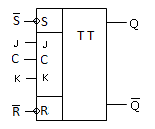 S̅ S TT Q
J J
C C
K K
R̅ R Q̅